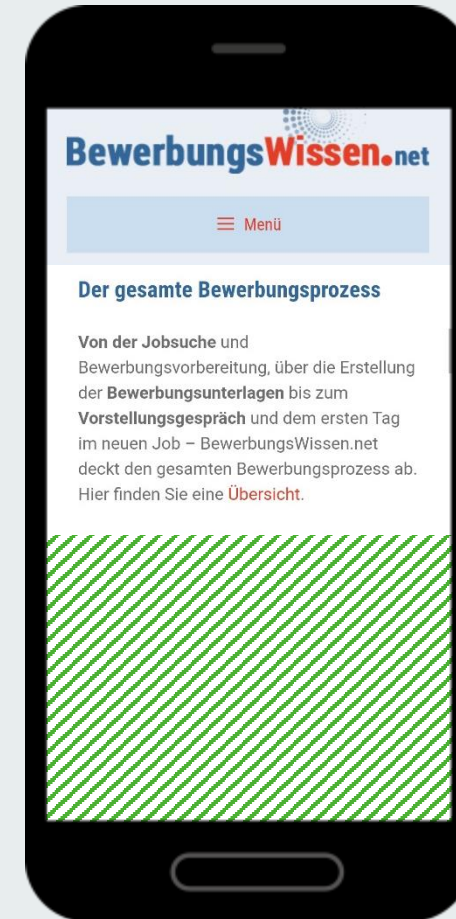 BewerbungsWissen.net
☰ Menü
Der gesamte Bewerbungsprozess
Von der Jobsuche und
Bewerbungsvorbereitung, über die Erstellung
der Bewerbungsunterlagen bis zum
Vorstellungsgespräch und dem ersten Tag
im neuen Job – BewerbungsWissen.net
deckt den gesamten Bewerbungsprozess ab.
Hier finden Sie eine Übersicht.